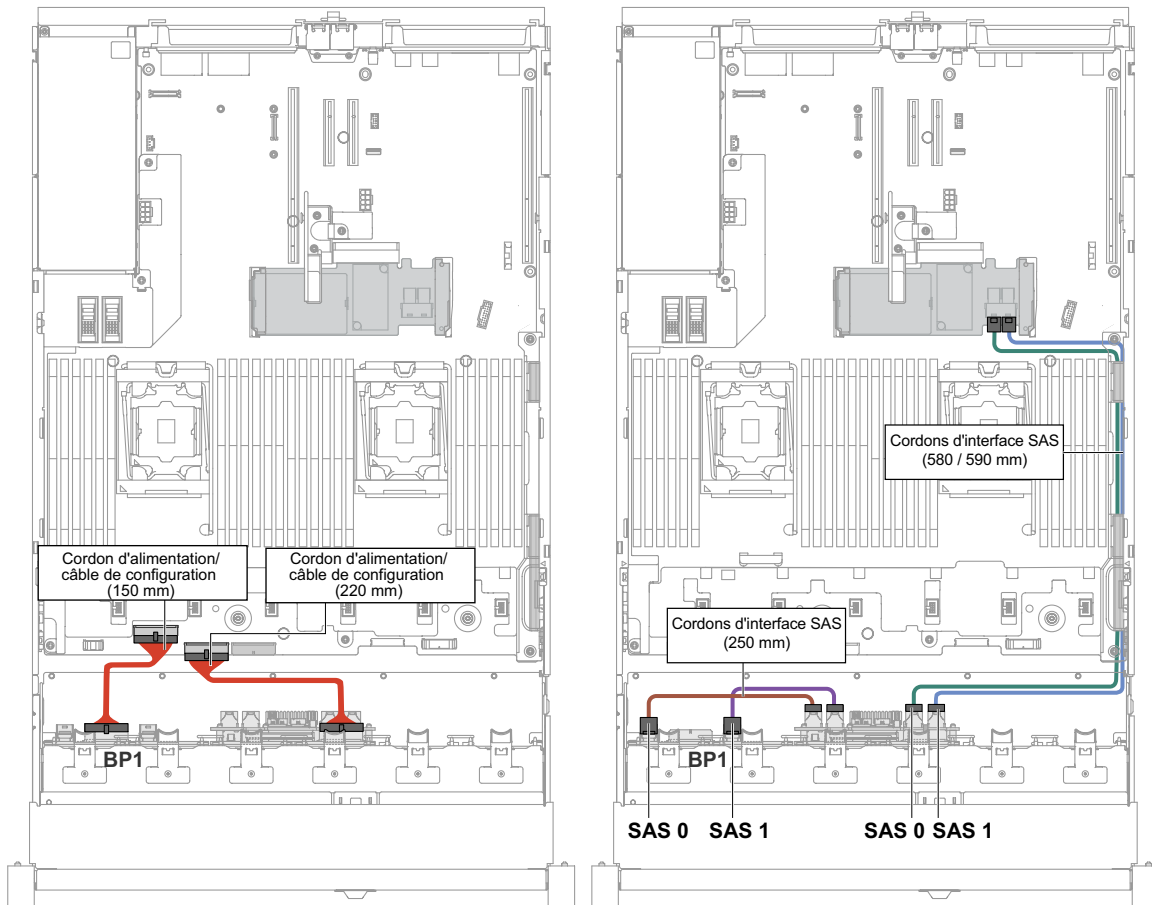 Cordon d'alimentation/
câble de configuration
(150 mm)
Cordon d'alimentation/
câble de configuration
(220 mm)
BP1
Cordons d'interface SAS
(580 / 590 mm)
Cordons d'interface SAS
(250 mm)
BP1
SAS 0
SAS 1
SAS 0
SAS 1